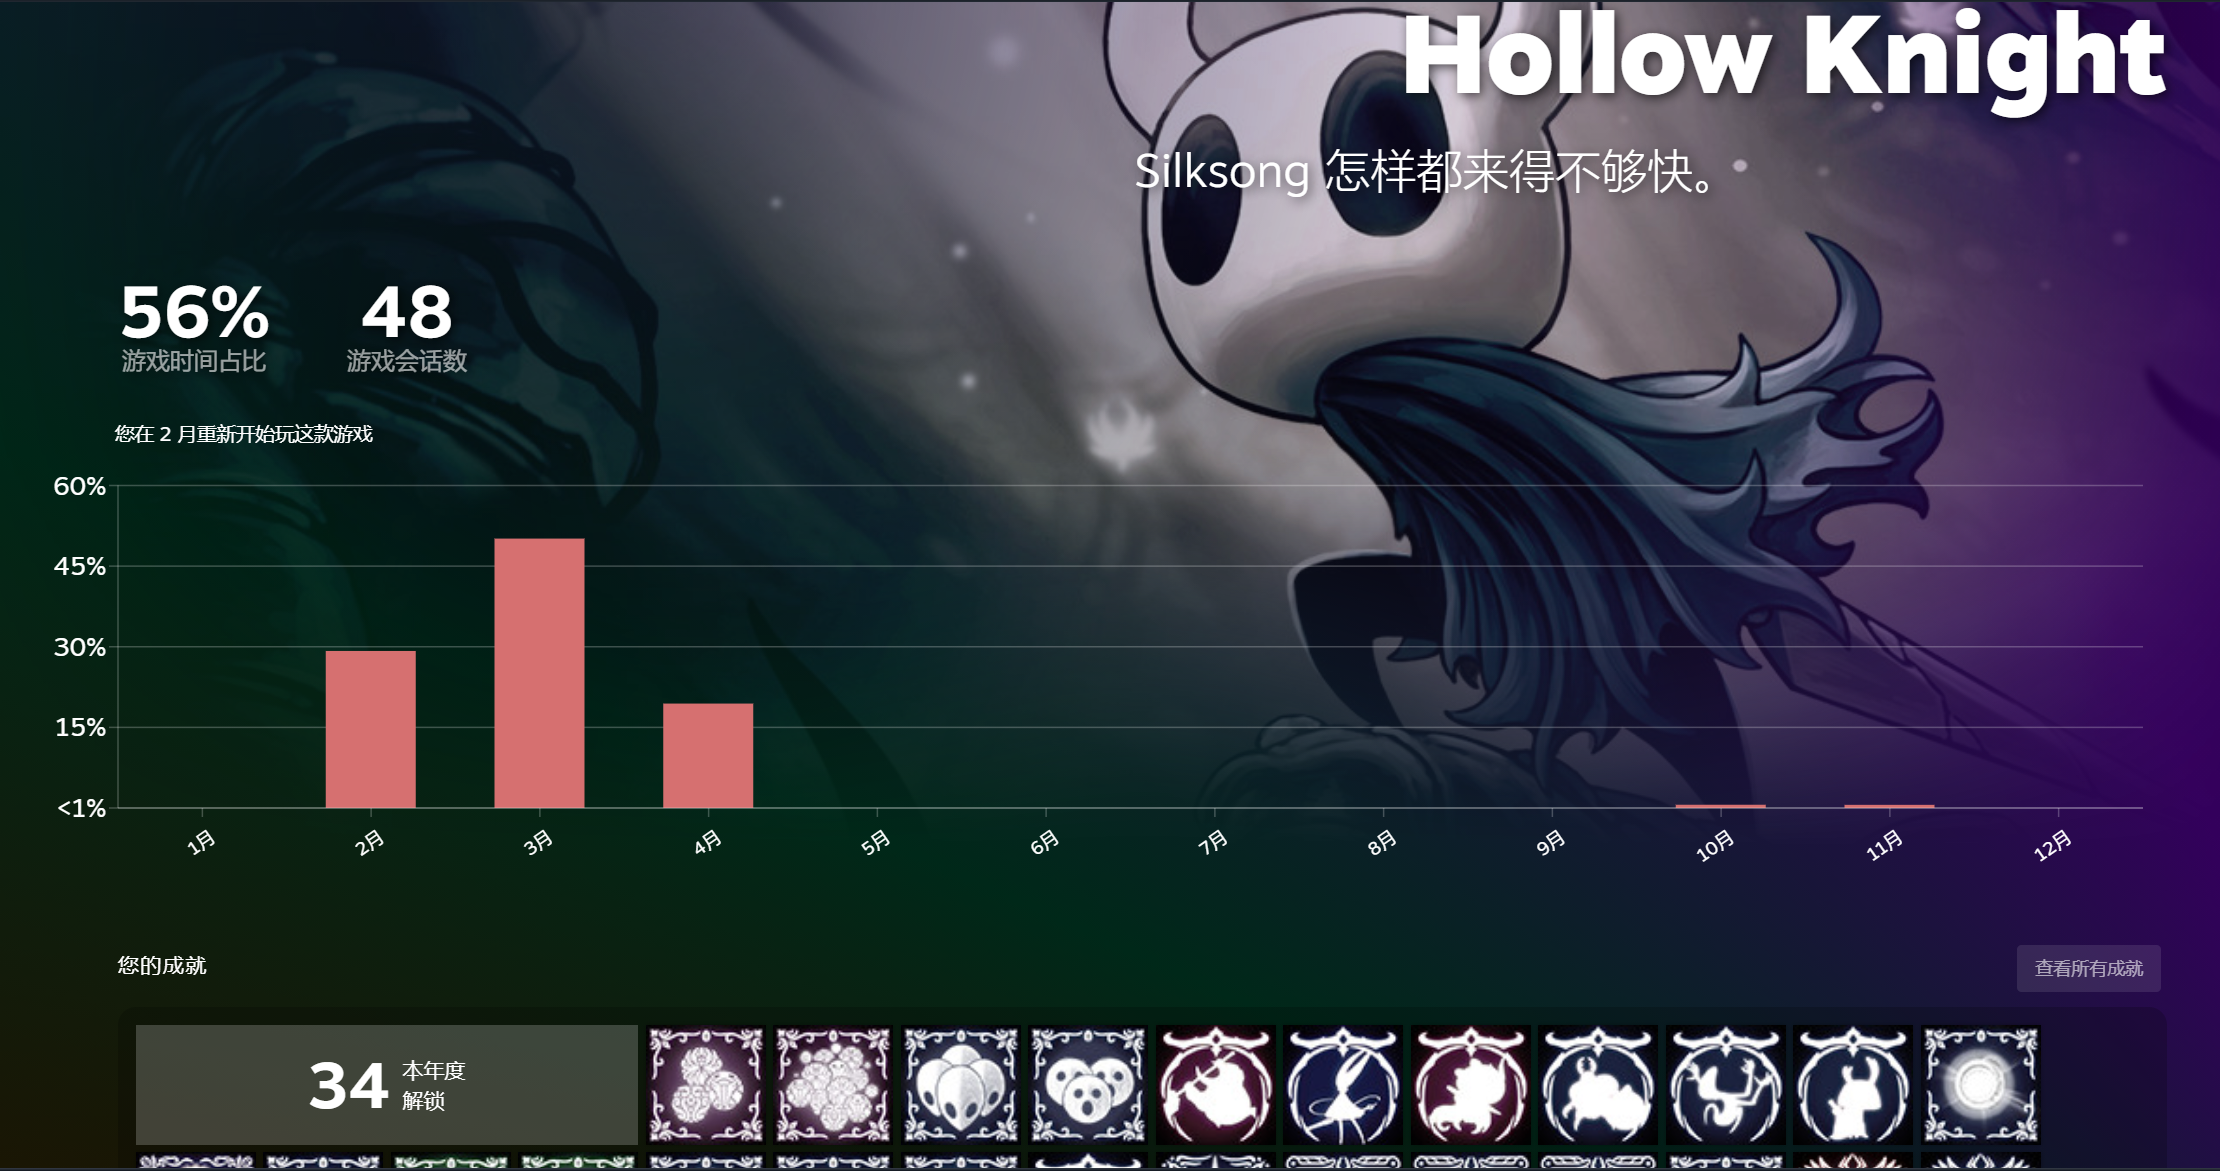 Hollow Knight
Silksong 怎样都来得不够快。
56%
游戏时间占比
48
游戏会话数
您在 2 月重新开始玩这款游戏
60%
45%
30%
15%
<1%
1月
2月
3月
4月
5月
6月
7月
8月
9月
10月
11月
12月
您的成就
查看所有成就
34
本年度
解锁